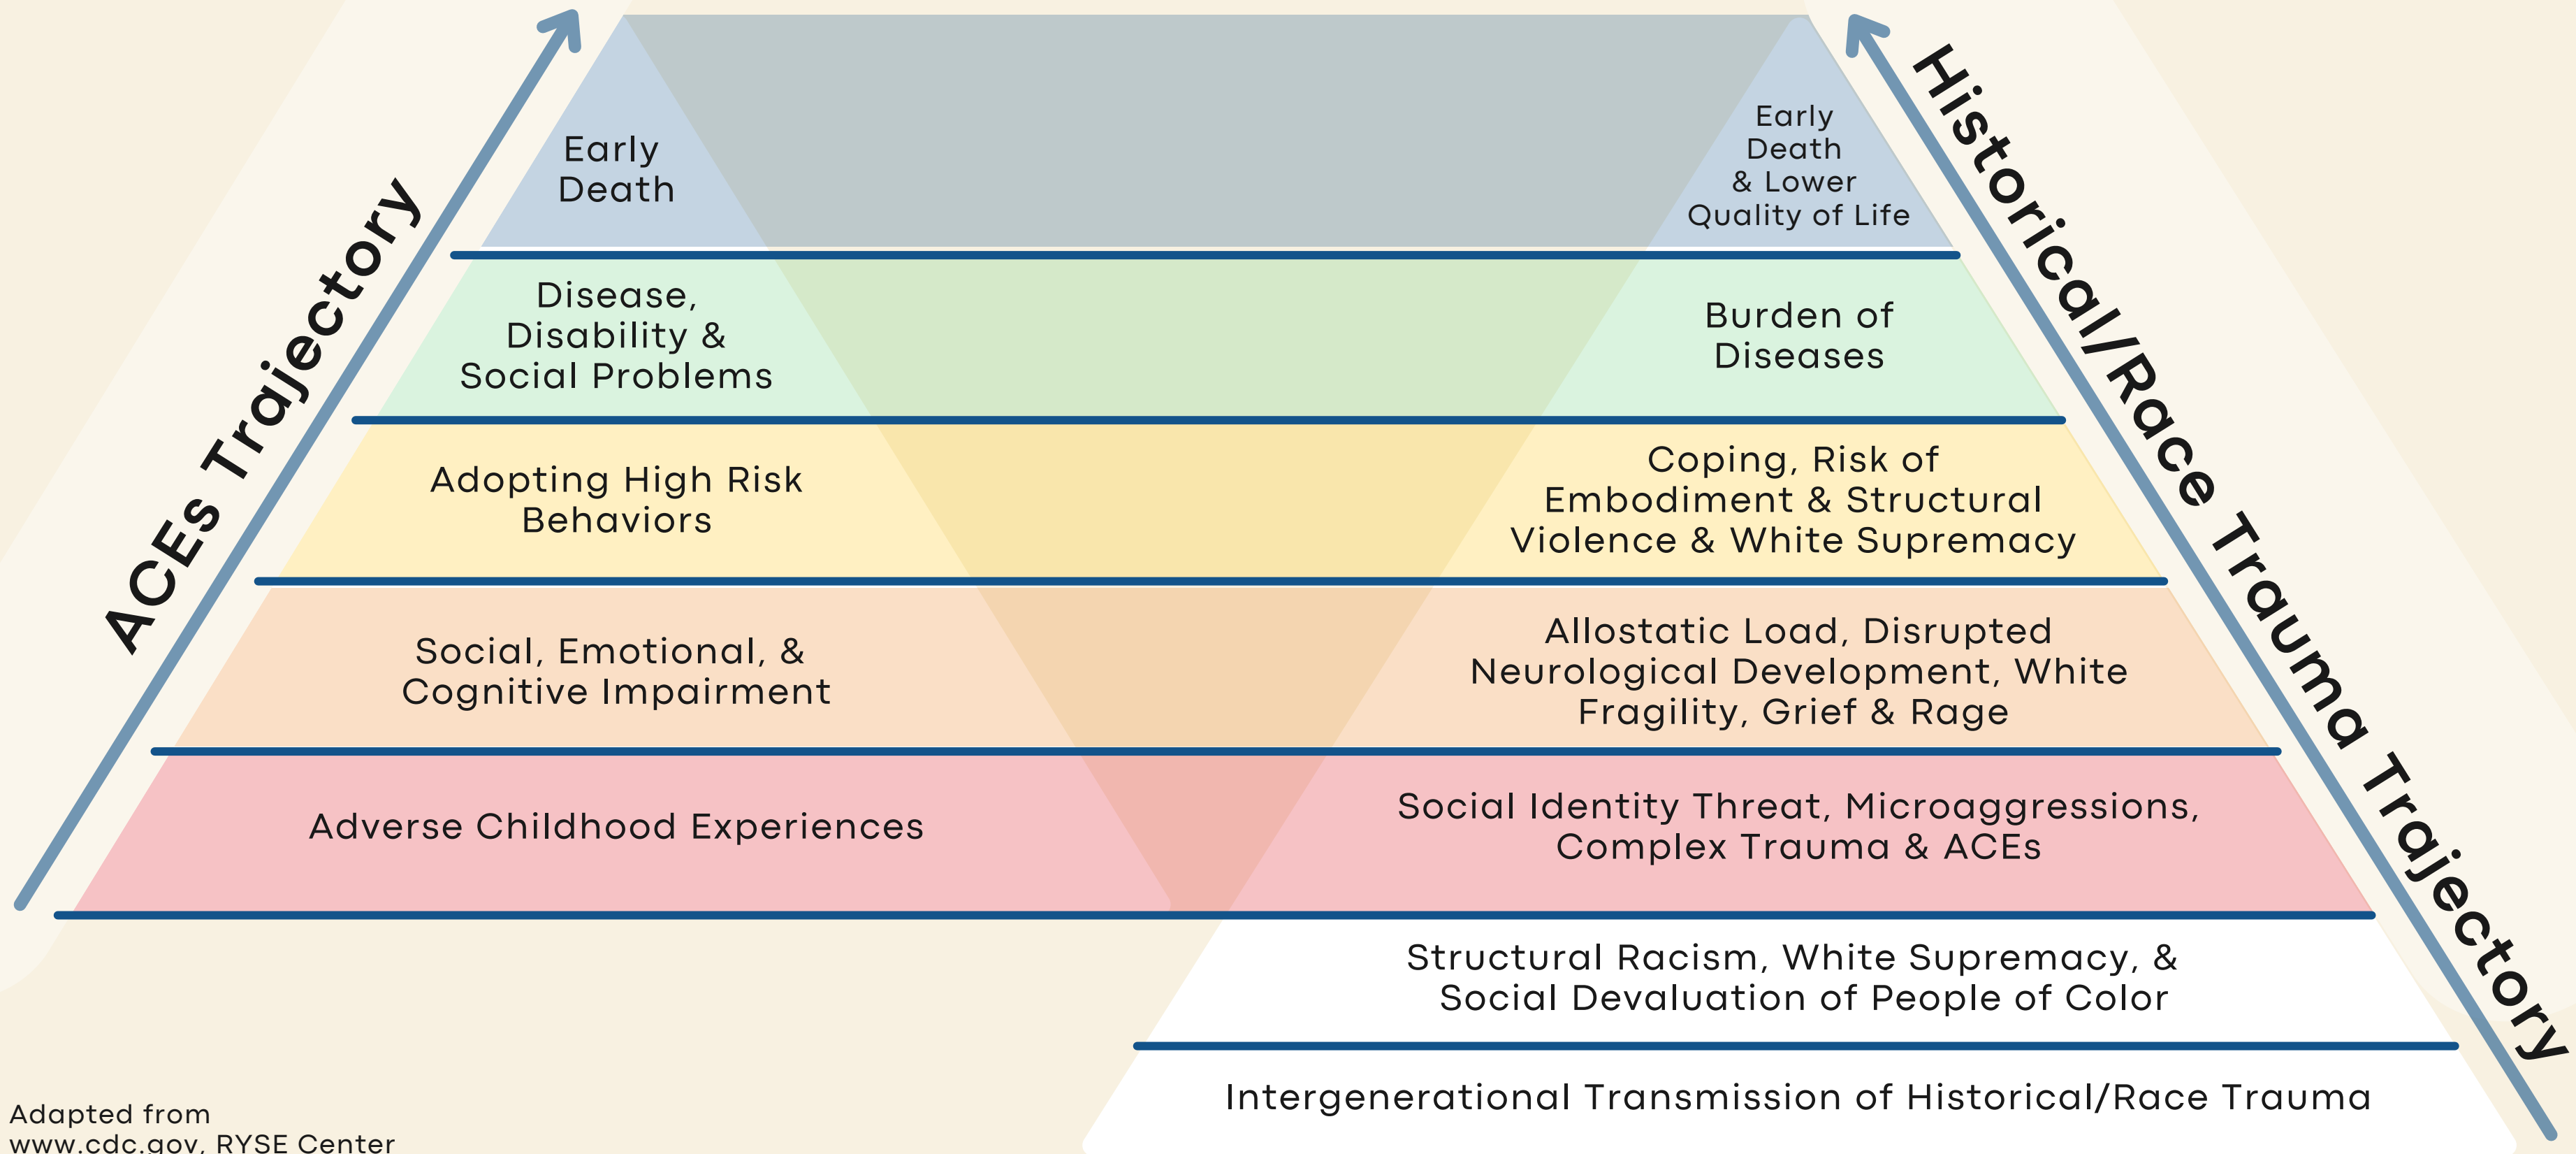 ACEs Trajectory
Historical/Race Trauma Trajectory
Early
Death
Early
Death
& Lower
Quality of Life
Disease,
Disability &
Social Problems
Burden of
Diseases
Adopting High Risk
Behaviors
Coping, Risk of
Embodiment & Structural
Violence & White Supremacy
Social, Emotional, &
Cognitive Impairment
Allostatic Load, Disrupted
Neurological Development, White
Fragility, Grief & Rage
Adverse Childhood Experiences
Social Identity Threat, Microaggressions,
Complex Trauma & ACEs
Structural Racism, White Supremacy, &
Social Devaluation of People of Color
Intergenerational Transmission of Historical/Race Trauma
Adapted from
www.cdc.gov, RYSE Center